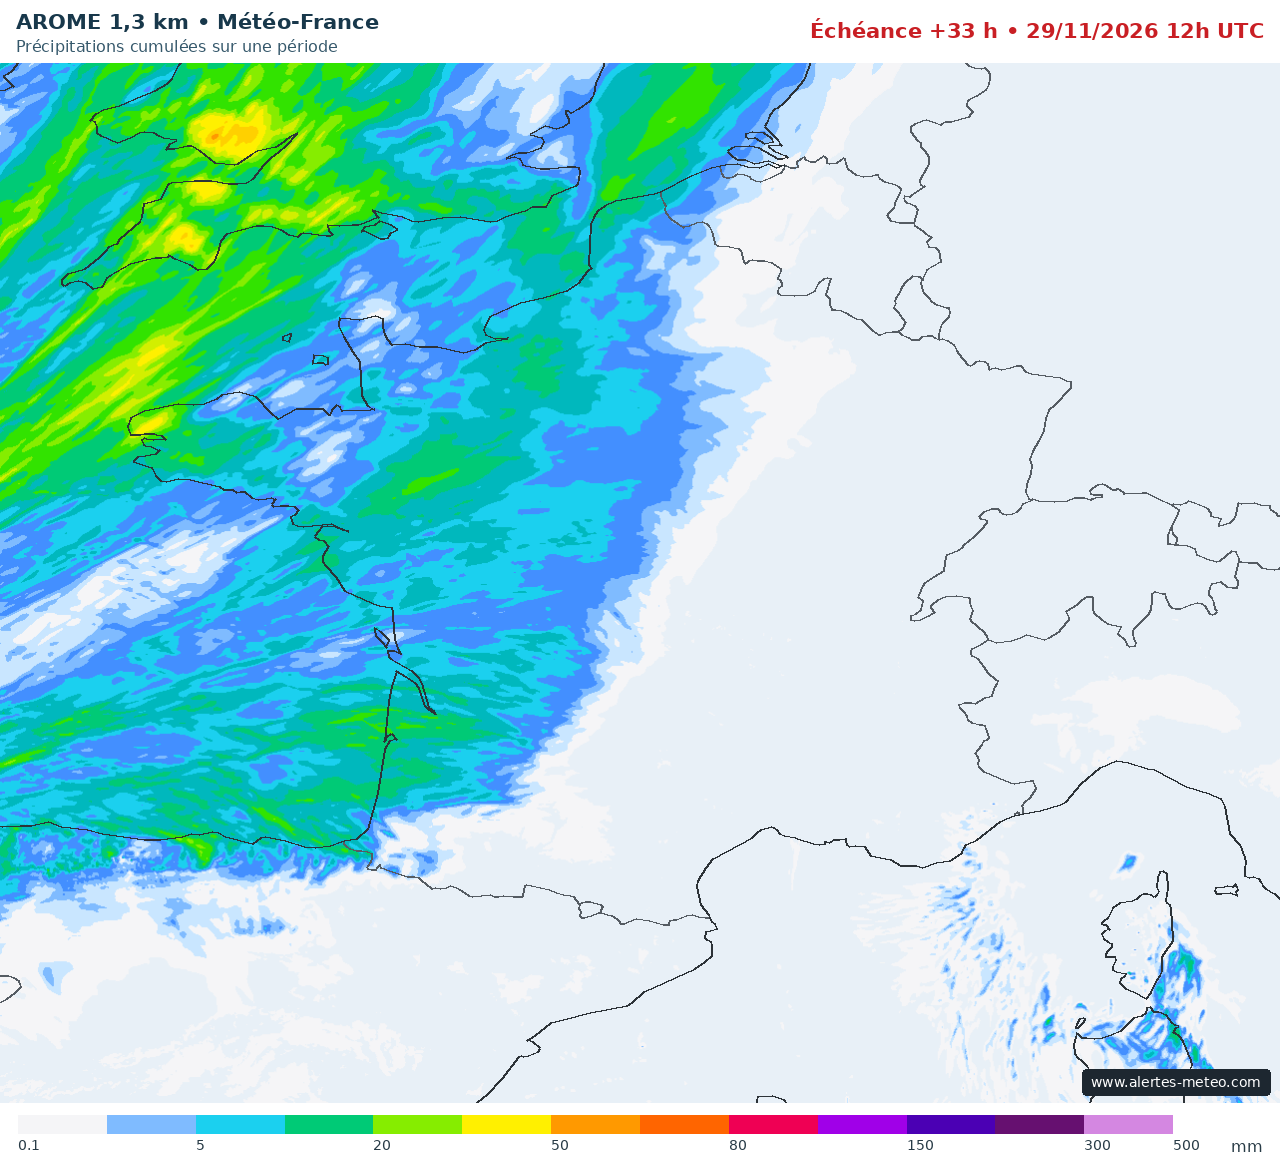 AROME 1,3 km • Météo-France
Précipitations cumulées sur une période
Échéance +33 h • 29/11/2026 12h UTC
www.alertes-meteo.com
0.1 5 20 50 80 150 300 500 mm